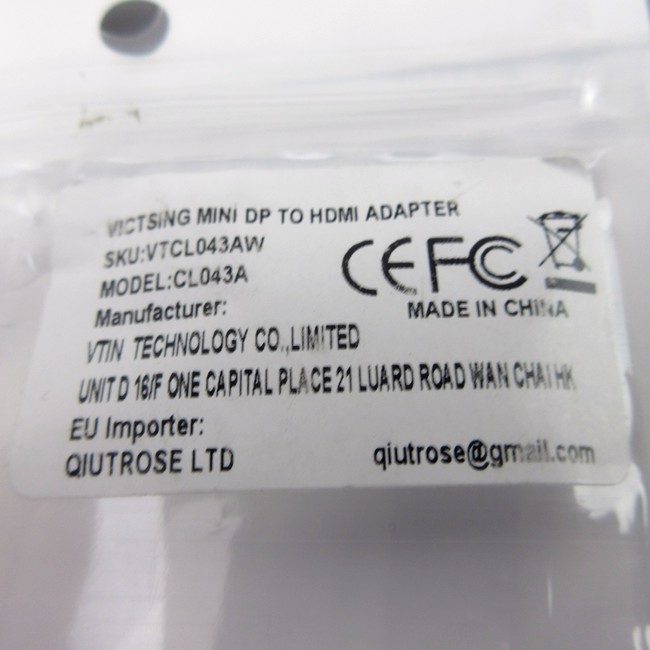 VICTSING MINI DP TO HDMI ADAPTER
SKU:VTCL043AW
MODEL:CL043A
CE FC
Manufacturer:
MADE IN CHINA
VTIN TECHNOLOGY CO.,LIMITED
UNIT D 16/F ONE CAPITAL PLACE 21 LUARD ROAD WAN CHAI HK
EU Importer:
QIUTROSE LTD
qiutrose@gmail.com